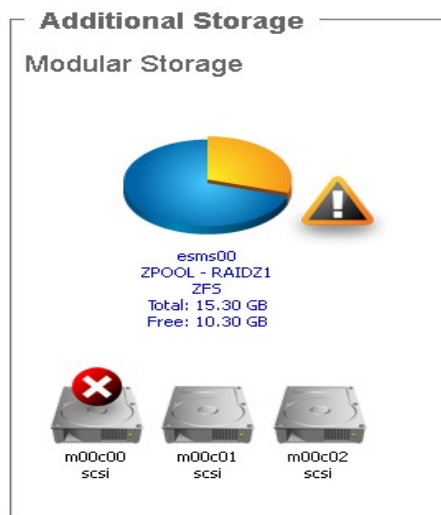 Additional Storage
Modular Storage
esms00
ZPOOL - RAIDZ1
ZFS
Total: 15.30 GB
Free: 10.30 GB
m00c00 m00c01 m00c02
scsi scsi scsi